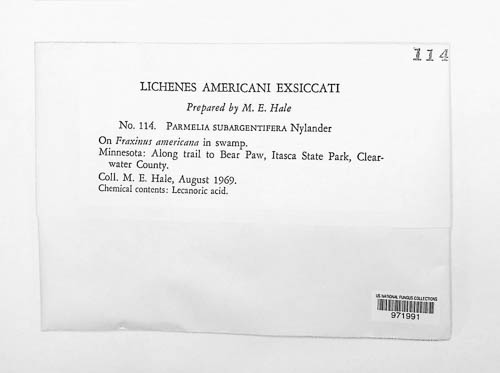 114
LICHENES AMERICANI EXSICCATI
Prepared by M. E. Hale
No. 114. PARMELIA SUBARGENTIFERA Nylander
On Fraxinus americana in swamp.
Minnesota: Along trail to Bear Paw, Itasca State Park, Clear-
water County.
Coll. M. E. Hale, August 1969.
Chemical contents: Lecanoric acid.
US NATIONAL FUNGUS COLLECTIONS
971991